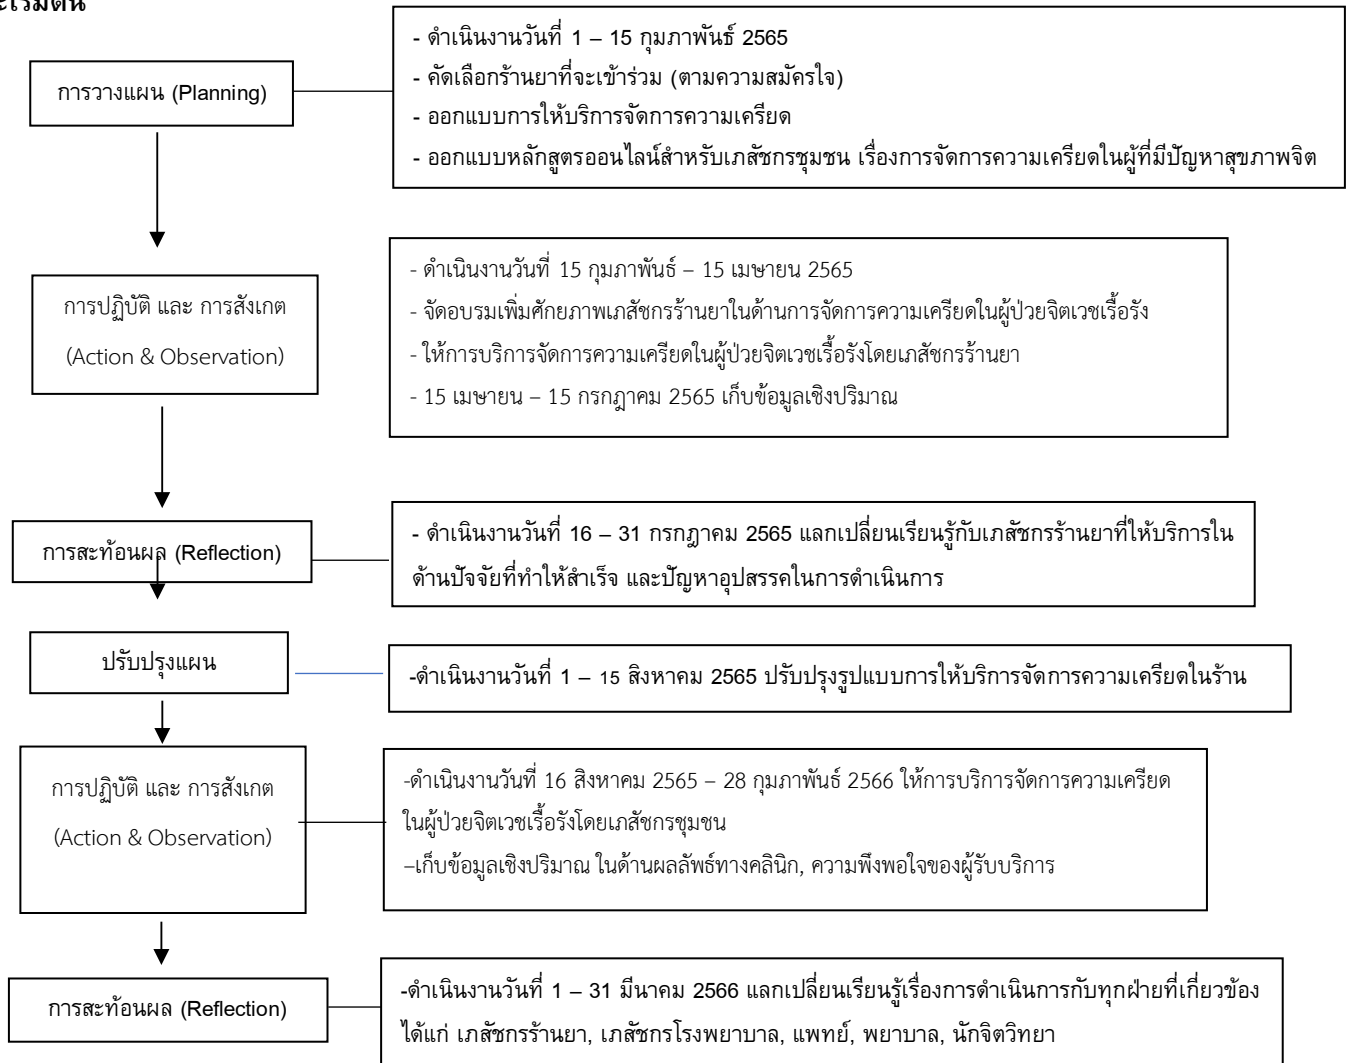 ะเริ่มต้น
การวางแผน (Planning)
- ดำเนินงานวันที่ 1 – 15 กุมภาพันธ์ 2565
- คัดเลือกร้านยาที่จะเข้าร่วม (ตามความสมัครใจ)
- ออกแบบการให้บริการจัดการความเครียด
- ออกแบบหลักสูตรออนไลน์สำหรับเภสัชกรชุมชน เรื่องการจัดการความเครียดในผู้ที่มีปัญหาสุขภาพจิต
การปฏิบัติ และ การสังเกต
(Action & Observation)
- ดำเนินงานวันที่ 15 กุมภาพันธ์ – 15 เมษายน 2565
- จัดอบรมเพิ่มศักยภาพเภสัชกรร้านยาในด้านการจัดการความเครียดในผู้ป่วยจิตเวชเรื้อรัง
- ให้การบริการจัดการความเครียดในผู้ป่วยจิตเวชเรื้อรังโดยเภสัชกรร้านยา
- 15 เมษายน – 15 กรกฎาคม 2565 เก็บข้อมูลเชิงปริมาณ
การสะท้อนผล (Reflection)
- ดำเนินงานวันที่ 16 – 31 กรกฎาคม 2565 แลกเปลี่ยนเรียนรู้กับเภสัชกรร้านยาที่ให้บริการใน
ด้านปัจจัยที่ทำให้สำเร็จ และปัญหาอุปสรรคในการดำเนินการ
ปรับปรุงแผน
-ดำเนินงานวันที่ 1 – 15 สิงหาคม 2565 ปรับปรุงรูปแบบการให้บริการจัดการความเครียดในร้าน
การปฏิบัติ และ การสังเกต
(Action & Observation)
-ดำเนินงานวันที่ 16 สิงหาคม 2565 – 28 กุมภาพันธ์ 2566 ให้การบริการจัดการความเครียด
ในผู้ป่วยจิตเวชเรื้อรังโดยเภสัชกรชุมชน
–เก็บข้อมูลเชิงปริมาณ ในด้านผลลัพธ์ทางคลินิก, ความพึงพอใจของผู้รับบริการ
การสะท้อนผล (Reflection)
-ดำเนินงานวันที่ 1 – 31 มีนาคม 2566 แลกเปลี่ยนเรียนรู้เรื่องการดำเนินการกับทุกฝ่ายที่เกี่ยวข้อง
ได้แก่ เภสัชกรร้านยา, เภสัชกรโรงพยาบาล, แพทย์, พยาบาล, นักจิตวิทยา